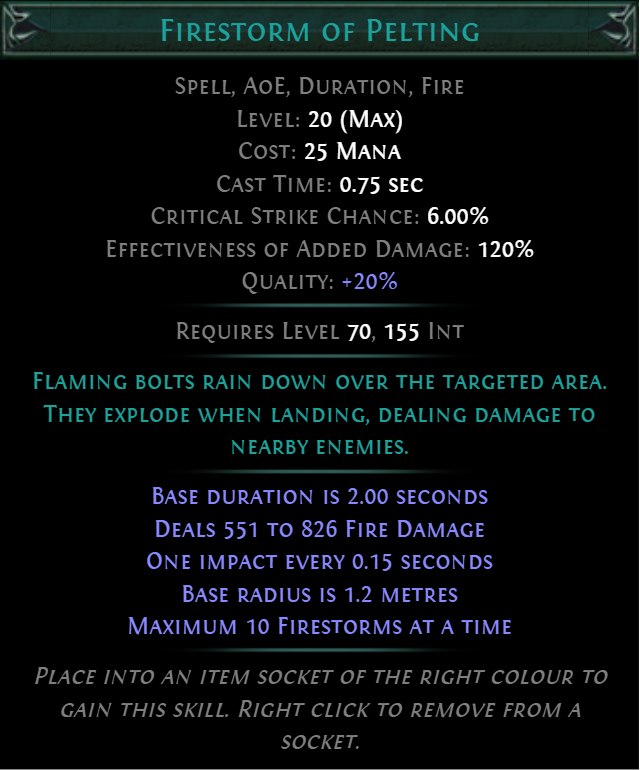 Firestorm of Pelting
Spell, AoE, Duration, Fire
Level: 20 (Max)
Cost: 25 Mana
Cast Time: 0.75 sec
Critical Strike Chance: 6.00%
Effectiveness of Added Damage: 120%
Quality: +20%
Requires Level 70, 155 Int
Flaming bolts rain down over the targeted area.
They explode when landing, dealing damage to
nearby enemies.
Base duration is 2.00 seconds
Deals 551 to 826 Fire Damage
One impact every 0.15 seconds
Base radius is 1.2 metres
Maximum 10 Firestorms at a time
Place into an item socket of the right colour to
gain this skill. Right click to remove from a
socket.